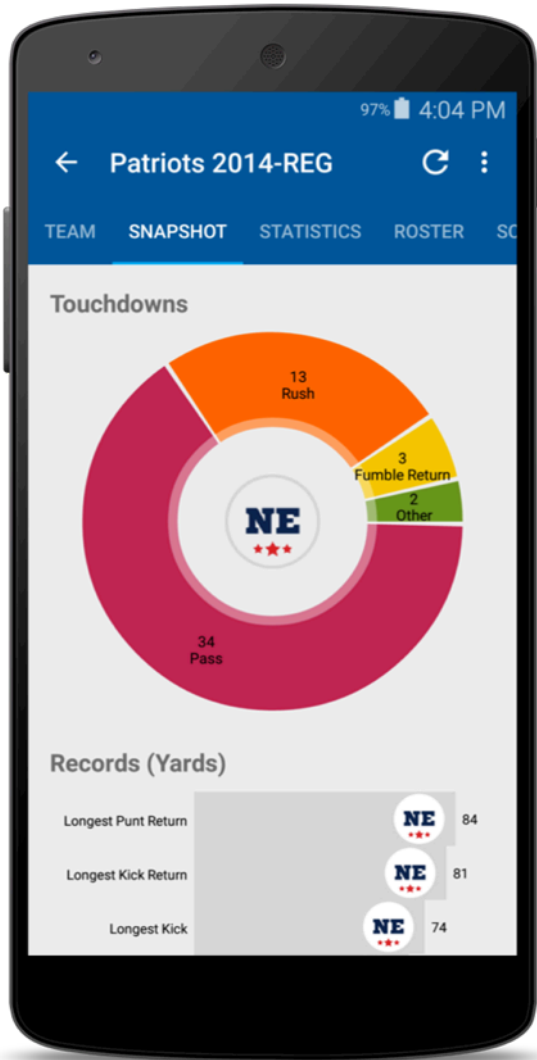 97% 4:04 PM
Patriots 2014-REG
TEAM SNAPSHOT STATISTICS ROSTER SC
Touchdowns
13
Rush
3
Fumble Return
2
Other
NE
34
Pass
Records (Yards)
Longest Punt Return NE 84
Longest Kick Return NE 81
Longest Kick NE 74